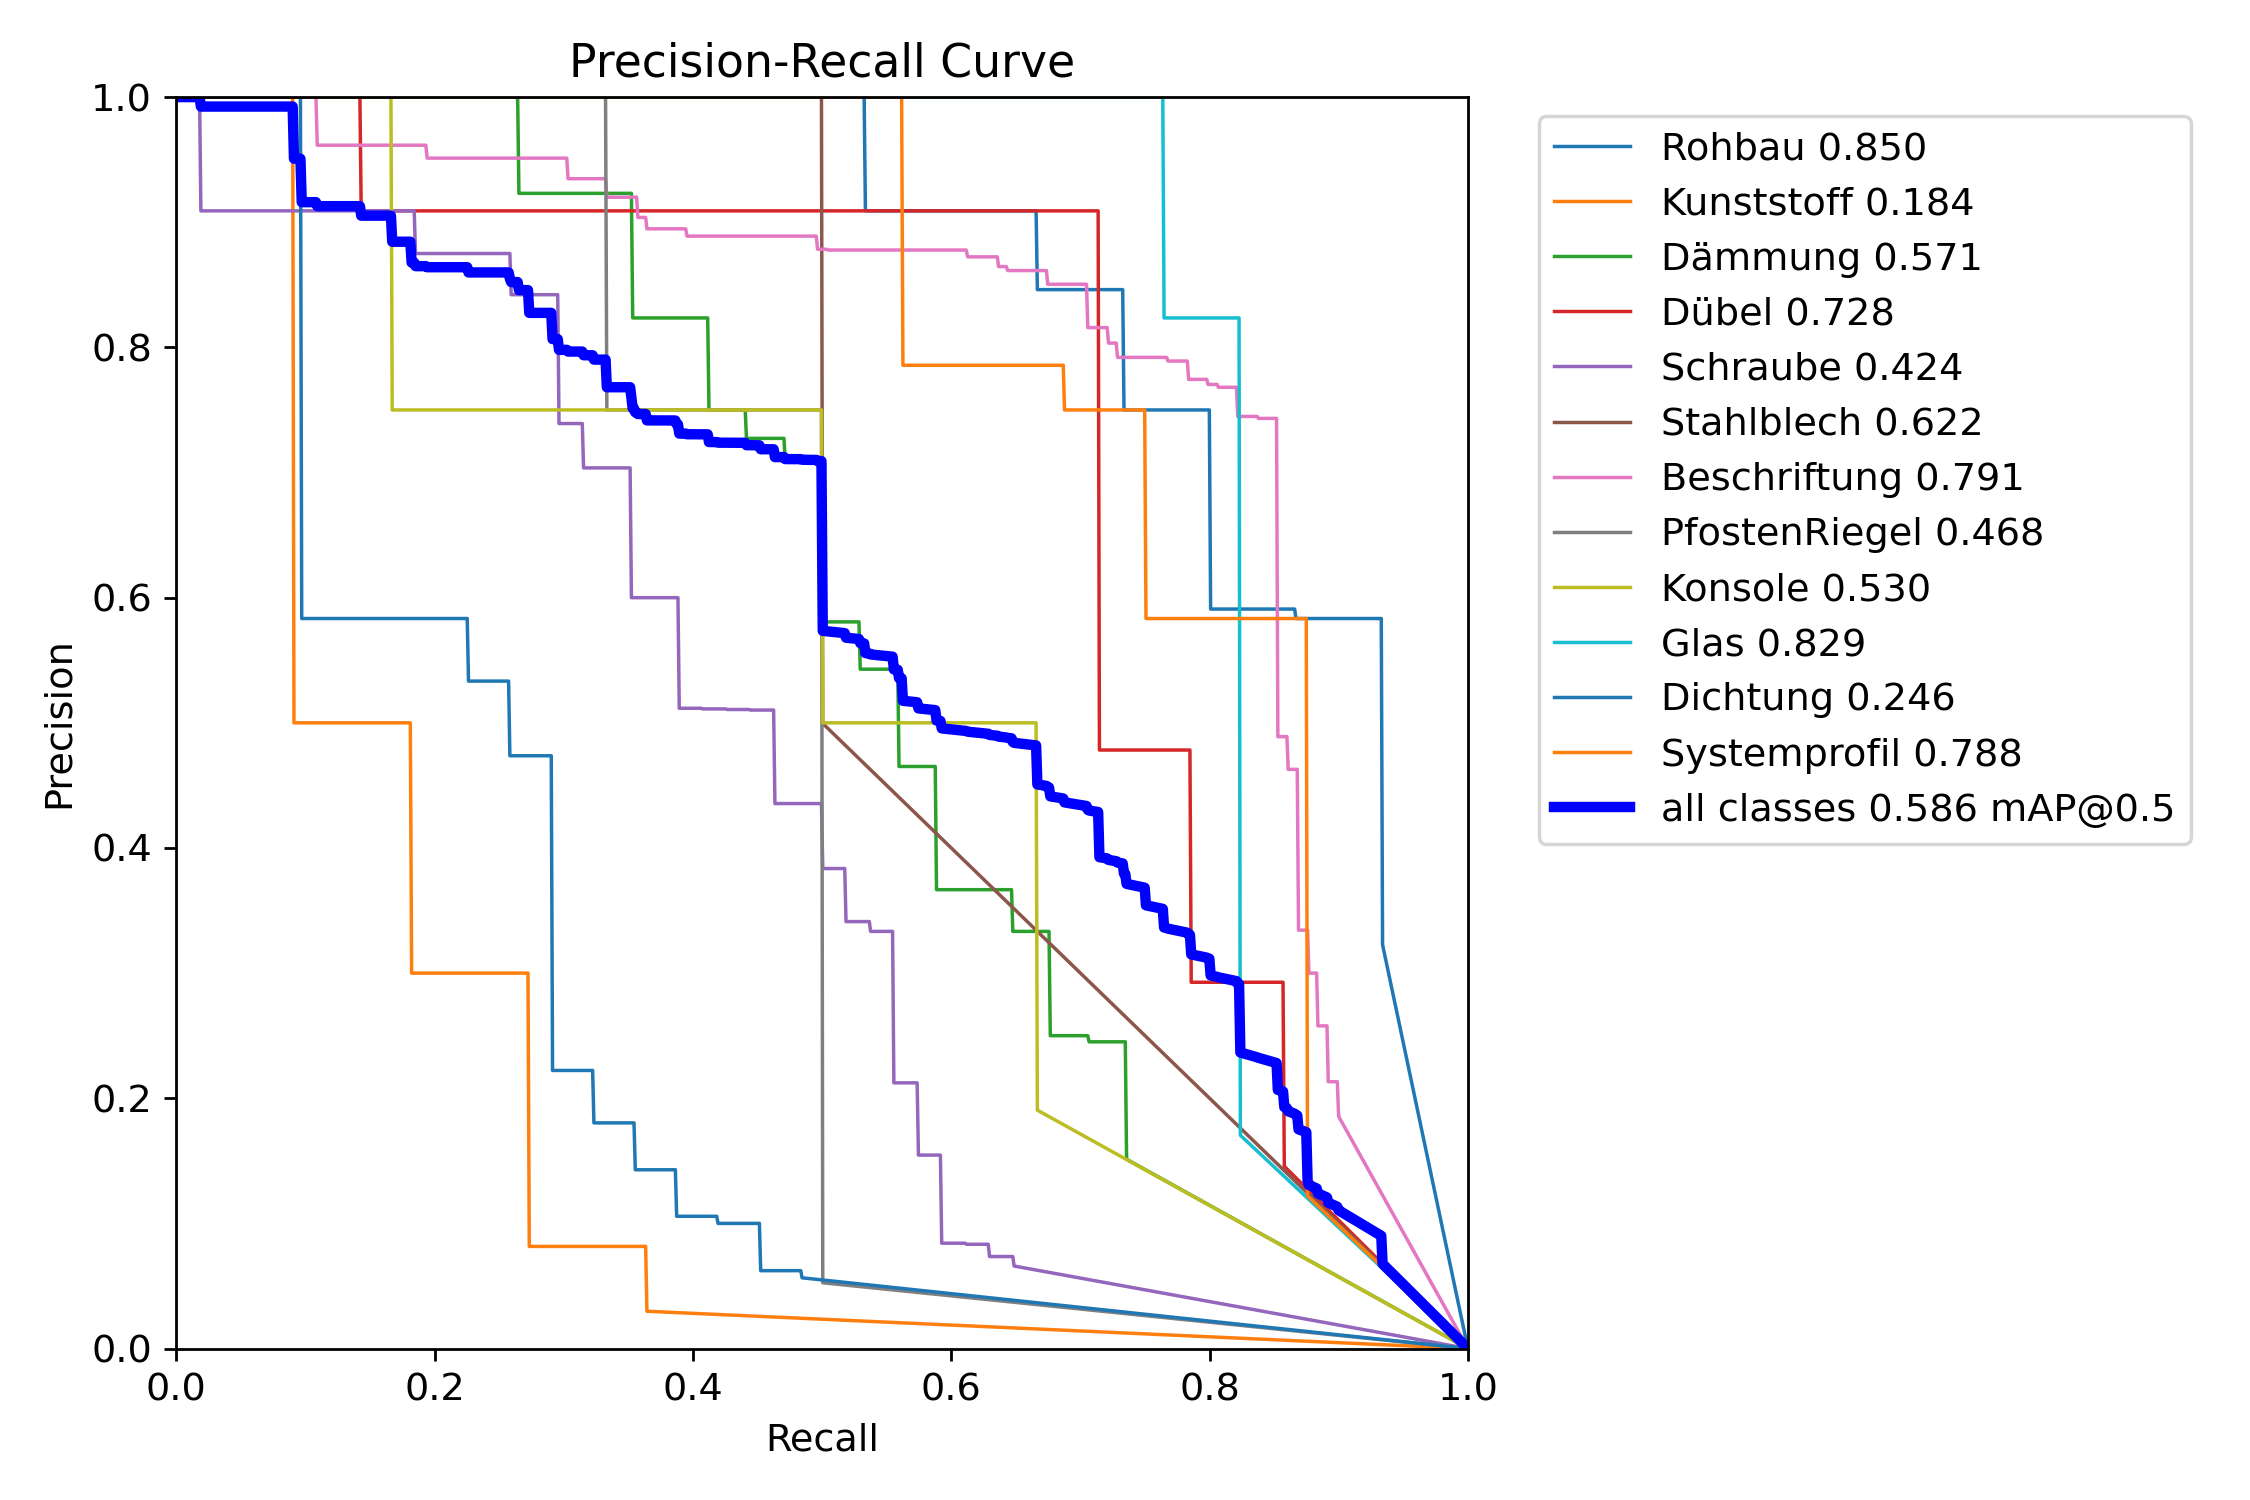 Precision-Recall Curve
1.0
0.8
0.6
0.4
0.2
0.0
Precision
0.0 0.2 0.4 0.6 0.8 1.0
Recall
Rohbau 0.850
Kunststoff 0.184
Dämmung 0.571
Dübel 0.728
Schraube 0.424
Stahlblech 0.622
Beschriftung 0.791
PfostenRiegel 0.468
Konsole 0.530
Glas 0.829
Dichtung 0.246
Systemprofil 0.788
all classes 0.586 mAP@0.5